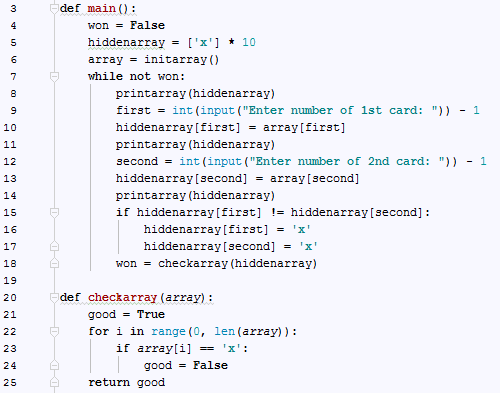 3 def main():
4 won = False
5 hiddenarray = ['x'] * 10
6 array = initarray()
7 while not won:
8 printarray(hiddenarray)
9 first = int(input("Enter number of 1st card: ")) - 1
10 hiddenarray[first] = array[first]
11 printarray(hiddenarray)
12 second = int(input("Enter number of 2nd card: ")) - 1
13 hiddenarray[second] = array[second]
14 printarray(hiddenarray)
15 if hiddenarray[first] != hiddenarray[second]:
16 hiddenarray[first] = 'x'
17 hiddenarray[second] = 'x'
18 won = checkarray(hiddenarray)
19
20 def checkarray(array):
21 good = True
22 for i in range(0, len(array)):
23 if array[i] == 'x':
24 good = False
25 return good